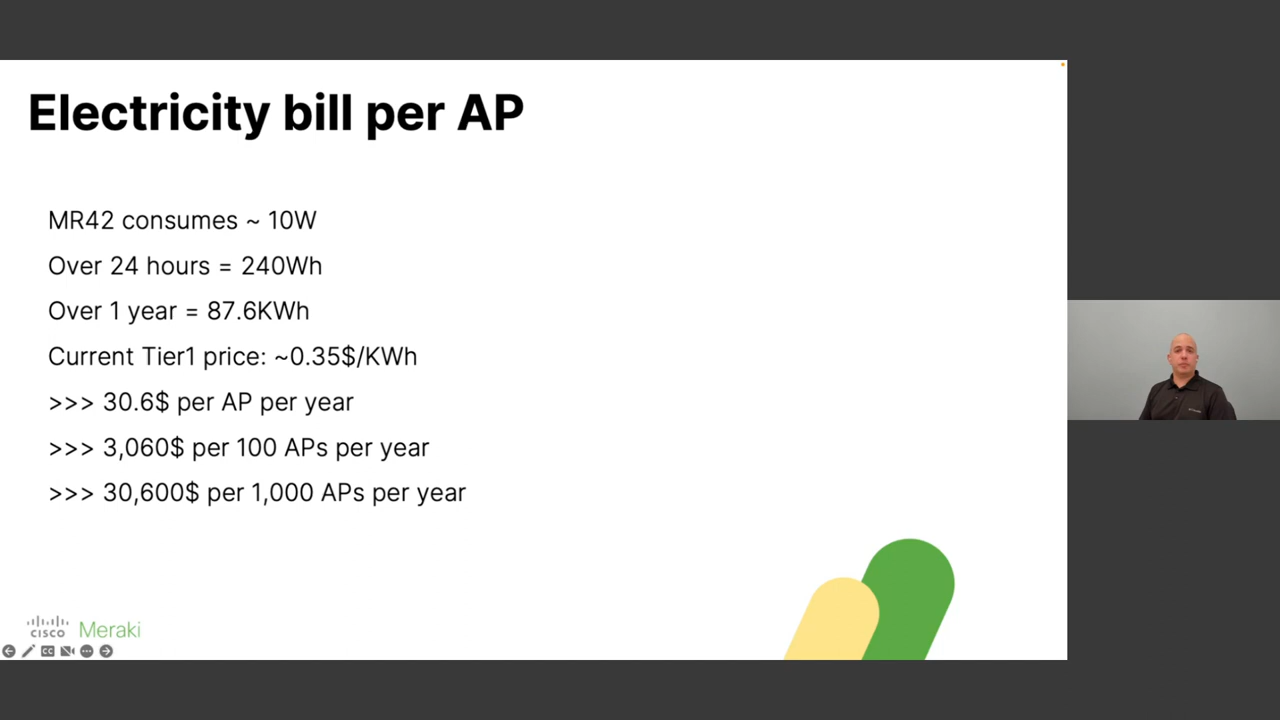 Electricity bill per AP
MR42 consumes ~ 10W
Over 24 hours = 240Wh
Over 1 year = 87.6KWh
Current Tier1 price: ~0.35$/KWh
>>> 30.6$ per AP per year
>>> 3,060$ per 100 APs per year
>>> 30,600$ per 1,000 APs per year
CISCO Meraki
CC